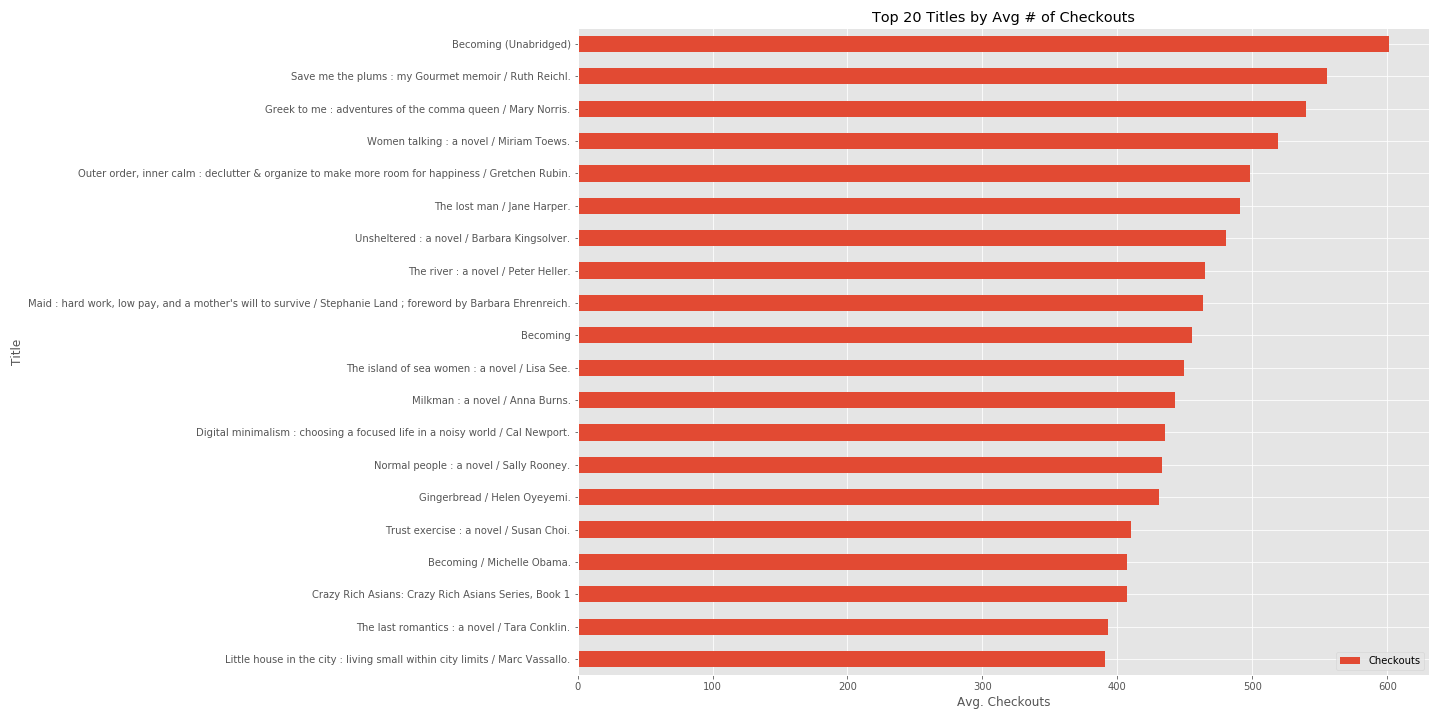 Top 20 Titles by Avg # of Checkouts
Becoming (Unabridged)
Save me the plums : my Gourmet memoir / Ruth Reichl.
Greek to me : adventures of the comma queen / Mary Norris.
Women talking : a novel / Miriam Toews.
Outer order, inner calm : declutter & organize to make more room for happiness / Gretchen Rubin.
The lost man / Jane Harper.
Unsheltered : a novel / Barbara Kingsolver.
The river : a novel / Peter Heller.
Maid : hard work, low pay, and a mother's will to survive / Stephanie Land ; foreword by Barbara Ehrenreich.
Becoming
Title
The island of sea women : a novel / Lisa See.
Milkman : a novel / Anna Burns.
Digital minimalism : choosing a focused life in a noisy world / Cal Newport.
Normal people : a novel / Sally Rooney.
Gingerbread / Helen Oyeyemi.
Trust exercise : a novel / Susan Choi.
Becoming / Michelle Obama.
Crazy Rich Asians: Crazy Rich Asians Series, Book 1
The last romantics : a novel / Tara Conklin.
Little house in the city : living small within city limits / Marc Vassallo.
Checkouts
0 100 200 300 400 500 600
Avg. Checkouts